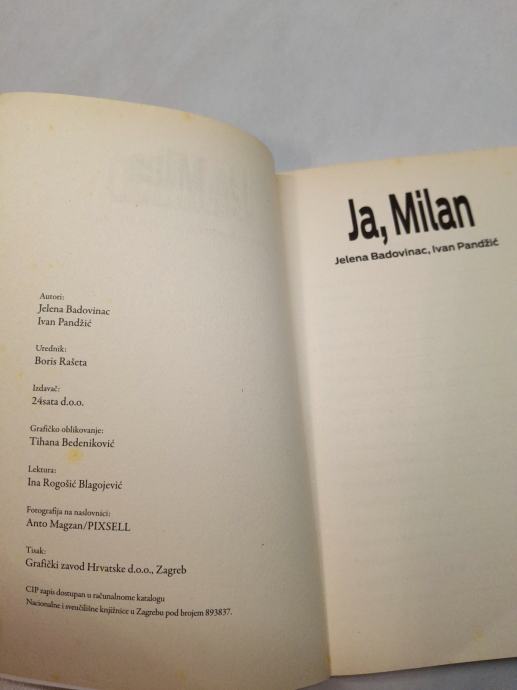 Autori:
Jelena Badovinac
Ivan Pandžić
Urednik:
Boris Rašeta
Izdavač:
24sata d.o.o.
Grafičko oblikovanje:
Tihana Bedeniković
Lektura:
Ina Rogošić Blagojević
Fotografija na naslovnici:
Anto Magzan/PIXSELL
Tisak:
Grafički zavod Hrvatske d.o.o., Zagreb
CIP zapis dostupan u računalnome katalogu
Nacionalne i sveučilišne knjižnice u Zagrebu pod brojem 893837.
Ja, Milan
Jelena Badovinac, Ivan Pandžić